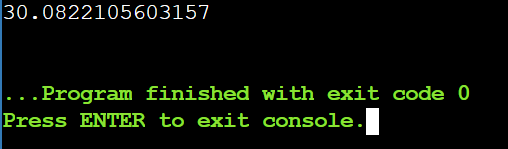 30.0822105603157
...Program finished with exit code 0
Press ENTER to exit console.